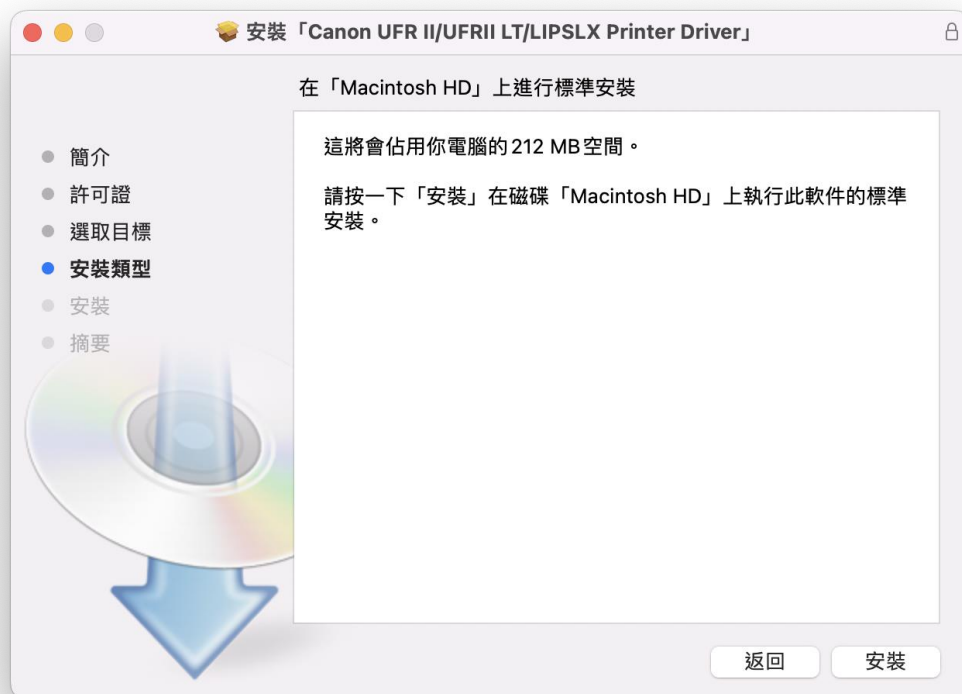 安裝「Canon UFR II/UFRII LT/LIPSLX Printer Driver」
在「Macintosh HD」上進行標準安裝
簡介
許可證
選取目標
安裝類型
安裝
摘要
這將會佔用你電腦的212 MB空間。
請按一下「安裝」在磁碟「Macintosh HD」上執行此軟件的標準
安裝。
返回
安裝